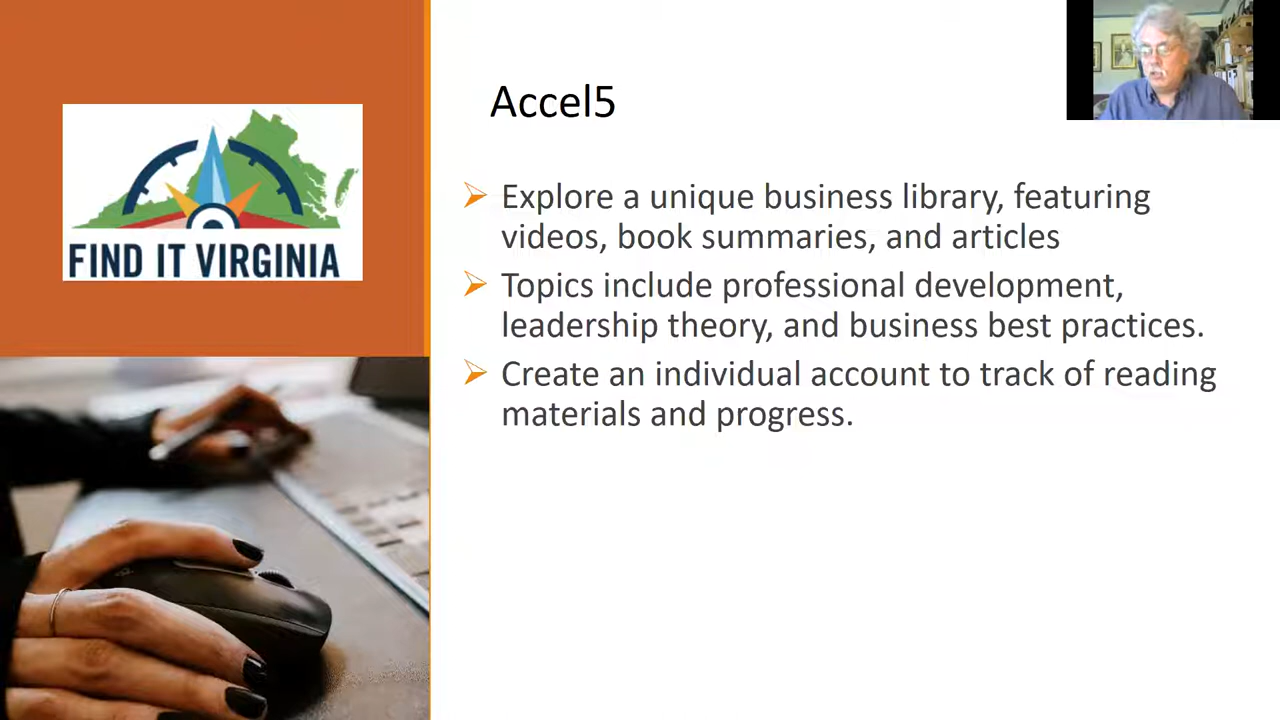 FIND IT VIRGINIA
Accel5
Explore a unique business library, featuring
videos, book summaries, and articles
Topics include professional development,
leadership theory, and business best practices.
Create an individual account to track of reading
materials and progress.